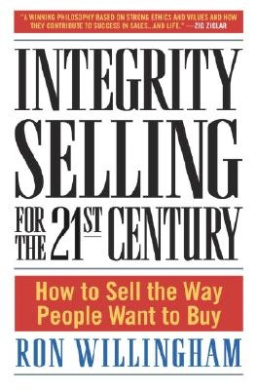 "A WINNING PHILOSOPHY BASED ON STRONG ETHICS AND VALUES AND HOW
THEY CONTRIBUTE TO SUCCESS IN SALES...AND LIFE." —ZIG ZIGLAR
INTEGRITY
SELLING
FOR THE 21ST CENTURY
How to Sell the Way
People Want to Buy
RON WILLINGHAM